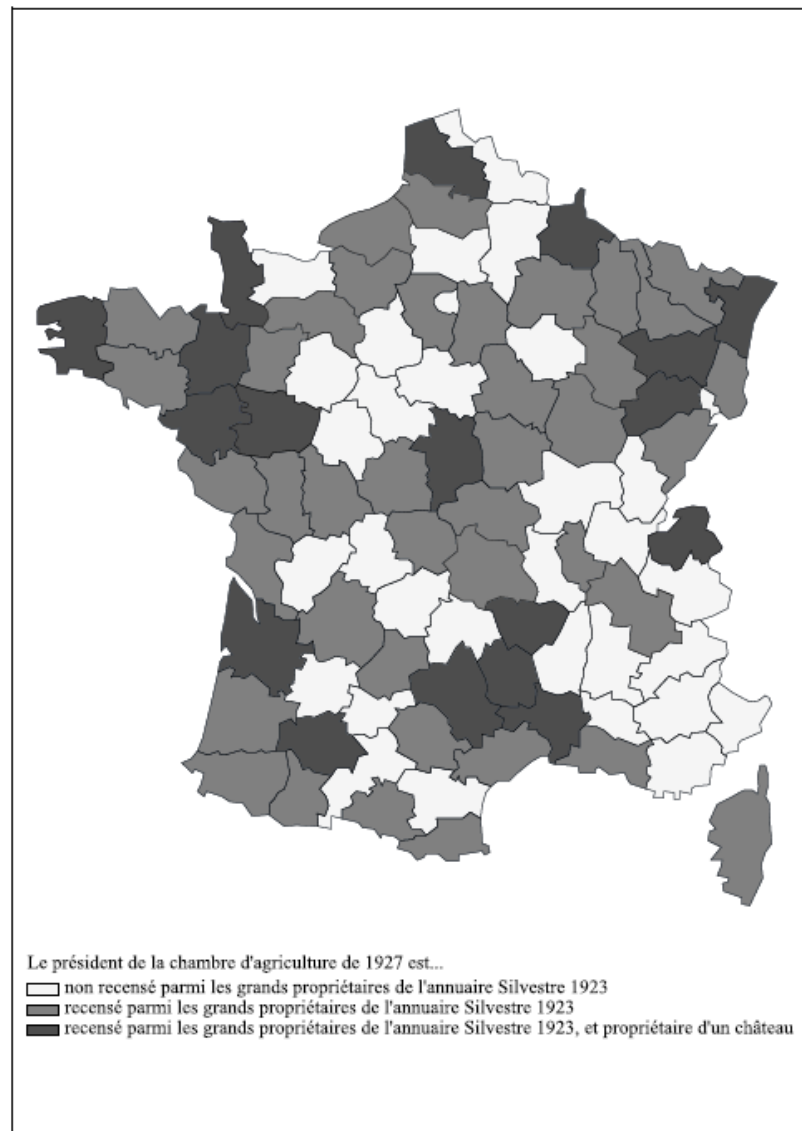 Le président de la chambre d'agriculture de 1927 est...
non recensé parmi les grands propriétaires de l'annuaire Silvestre 1923
recensé parmi les grands propriétaires de l'annuaire Silvestre 1923
recensé parmi les grands propriétaires de l'annuaire Silvestre 1923, et propriétaire d'un château